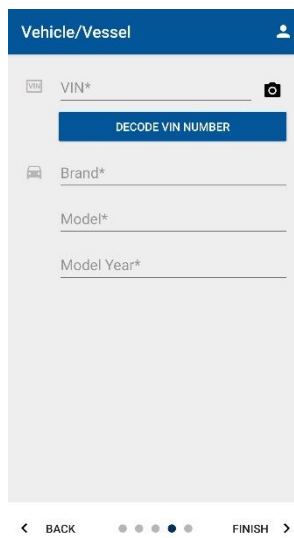 Vehicle/Vessel
VIN
VIN*
DECODE VIN NUMBER
Brand*
Model*
Model Year*
BACK
FINISH